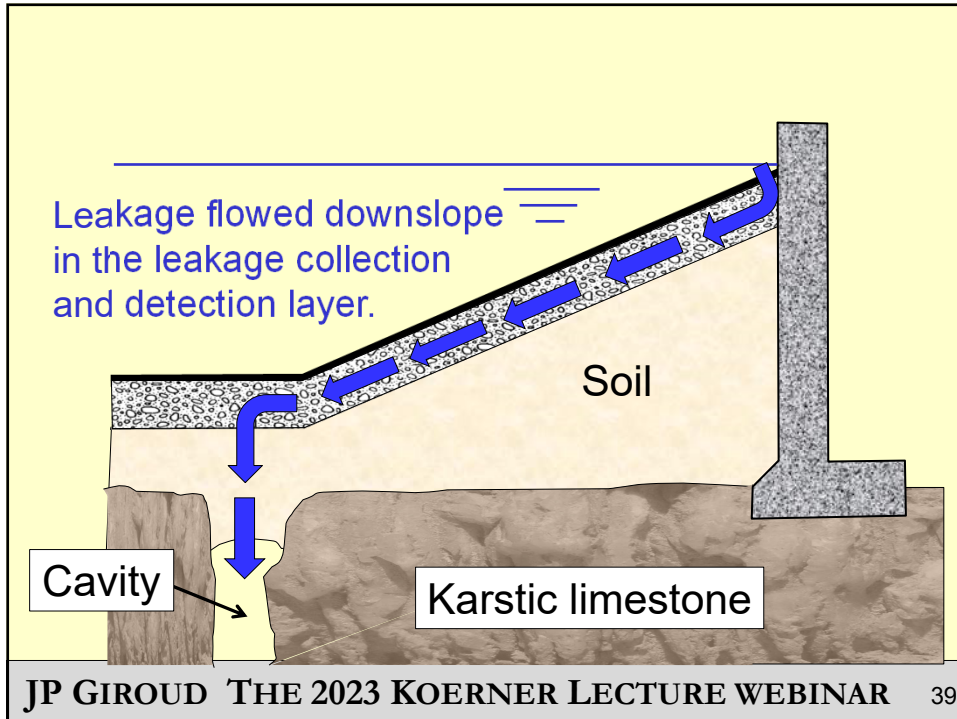 Leakage flowed downslope
in the leakage collection
and detection layer.
Soil
Cavity
Karstic limestone
JP GIROUD THE 2023 KOERNER LECTURE WEBINAR 39